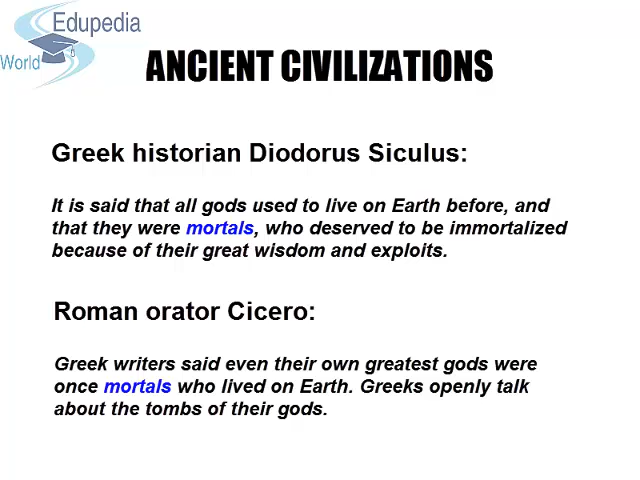 Edupedia
World
ANCIENT CIVILIZATIONS
Greek historian Diodorus Siculus:
It is said that all gods used to live on Earth before, and
that they were mortals, who deserved to be immortalized
because of their great wisdom and exploits.
Roman orator Cicero:
Greek writers said even their own greatest gods were
once mortals who lived on Earth. Greeks openly talk
about the tombs of their gods.